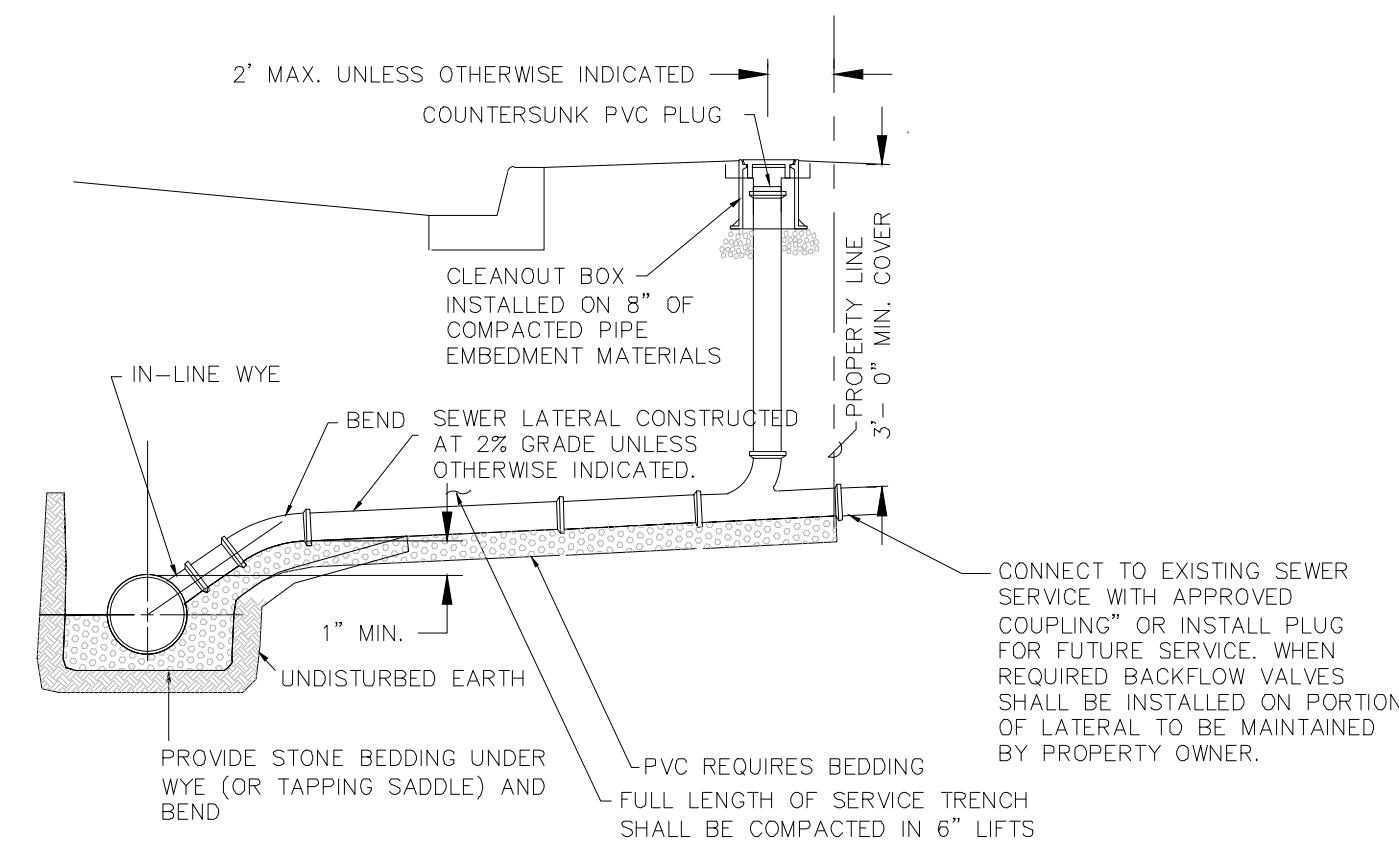 2' MAX. UNLESS OTHERWISE INDICATED
COUNTERSUNK PVC PLUG
CLEANOUT BOX
INSTALLED ON 8" OF
COMPACTED PIPE
EMBEDMENT MATERIALS
PROPERTY LINE
3'- 0" MIN. COVER
IN-LINE WYE
BEND
SEWER LATERAL CONSTRUCTED
AT 2% GRADE UNLESS
OTHERWISE INDICATED.
1" MIN.
UNDISTURBED EARTH
CONNECT TO EXISTING SEWER
SERVICE WITH APPROVED
COUPLING" OR INSTALL PLUG
FOR FUTURE SERVICE. WHEN
REQUIRED BACKFLOW VALVES
SHALL BE INSTALLED ON PORTION
OF LATERAL TO BE MAINTAINED
BY PROPERTY OWNER.
PROVIDE STONE BEDDING UNDER
WYE (OR TAPPING SADDLE) AND
BEND
PVC REQUIRES BEDDING
FULL LENGTH OF SERVICE TRENCH
SHALL BE COMPACTED IN 6" LIFTS